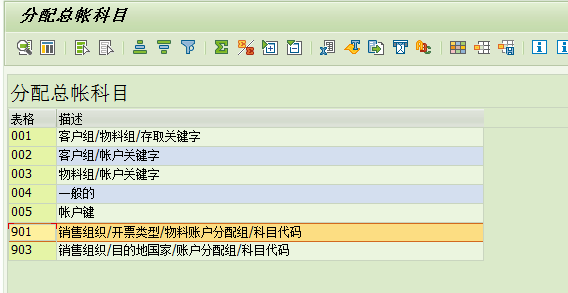 分配总帐科目
分配总帐科目
表格 描述
001 客户组/物料组/存取关键字
002 客户组/帐户关键字
003 物料组/帐户关键字
004 一般的
005 帐户键
901 销售组织/开票类型/物料账户分配组/科目代码
903 销售组织/目的地国家/账户分配组/科目代码